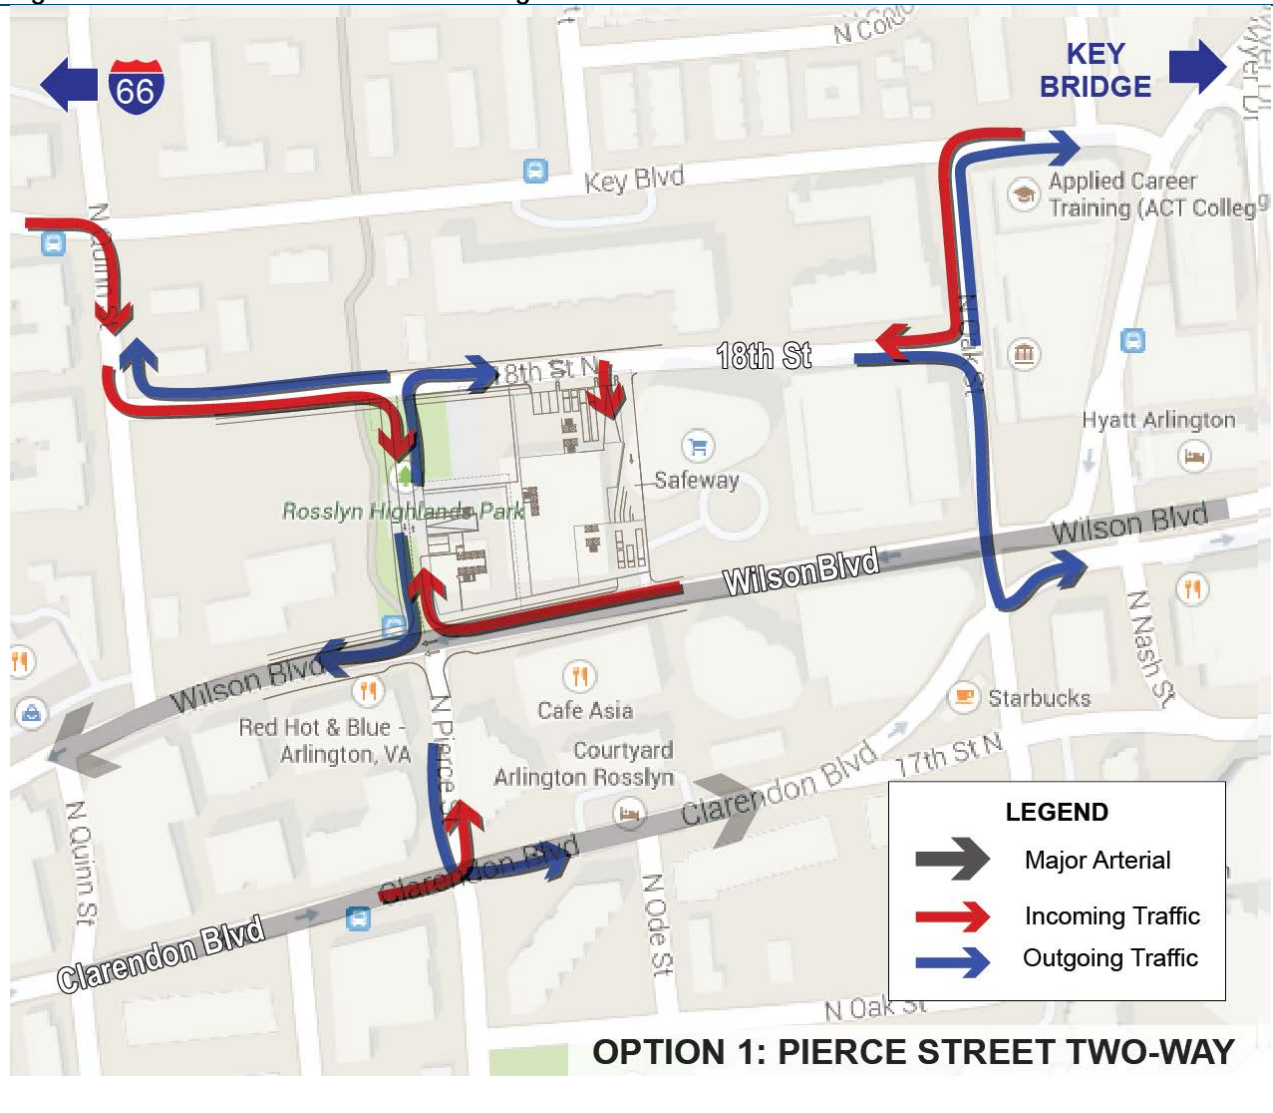 N Colo
66
KEY
BRIDGE
Key Blvd
Applied Career
Training (ACT Colleg
N Quinn St
N Oak St
18th St N
18th St
Hyatt Arlington
Safeway
Rosslyn Highlands Park
Wilson Blvd
WilsonBlvd
Wilson Blvd
N Nash St
Red Hot & Blue -
Arlington, VA
N Pierce St
Cafe Asia
Courtyard
Arlington Rosslyn
Starbucks
Clarendon Blvd
17th St N
Clarendon Blvd
Clarendon Blvd
N Quinn St
N Ode St
N Oak St
LEGEND
Major Arterial
Incoming Traffic
Outgoing Traffic
OPTION 1: PIERCE STREET TWO-WAY